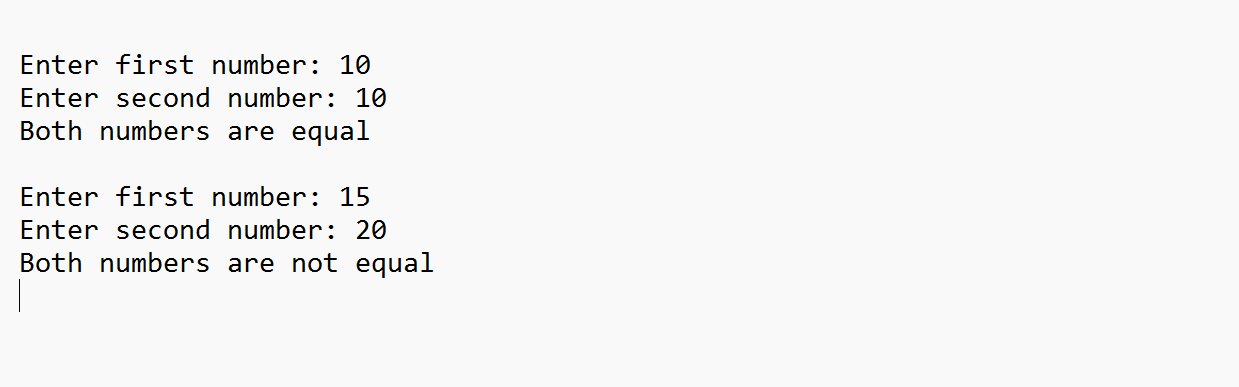 Enter first number: 10
Enter second number: 10
Both numbers are equal
Enter first number: 15
Enter second number: 20
Both numbers are not equal